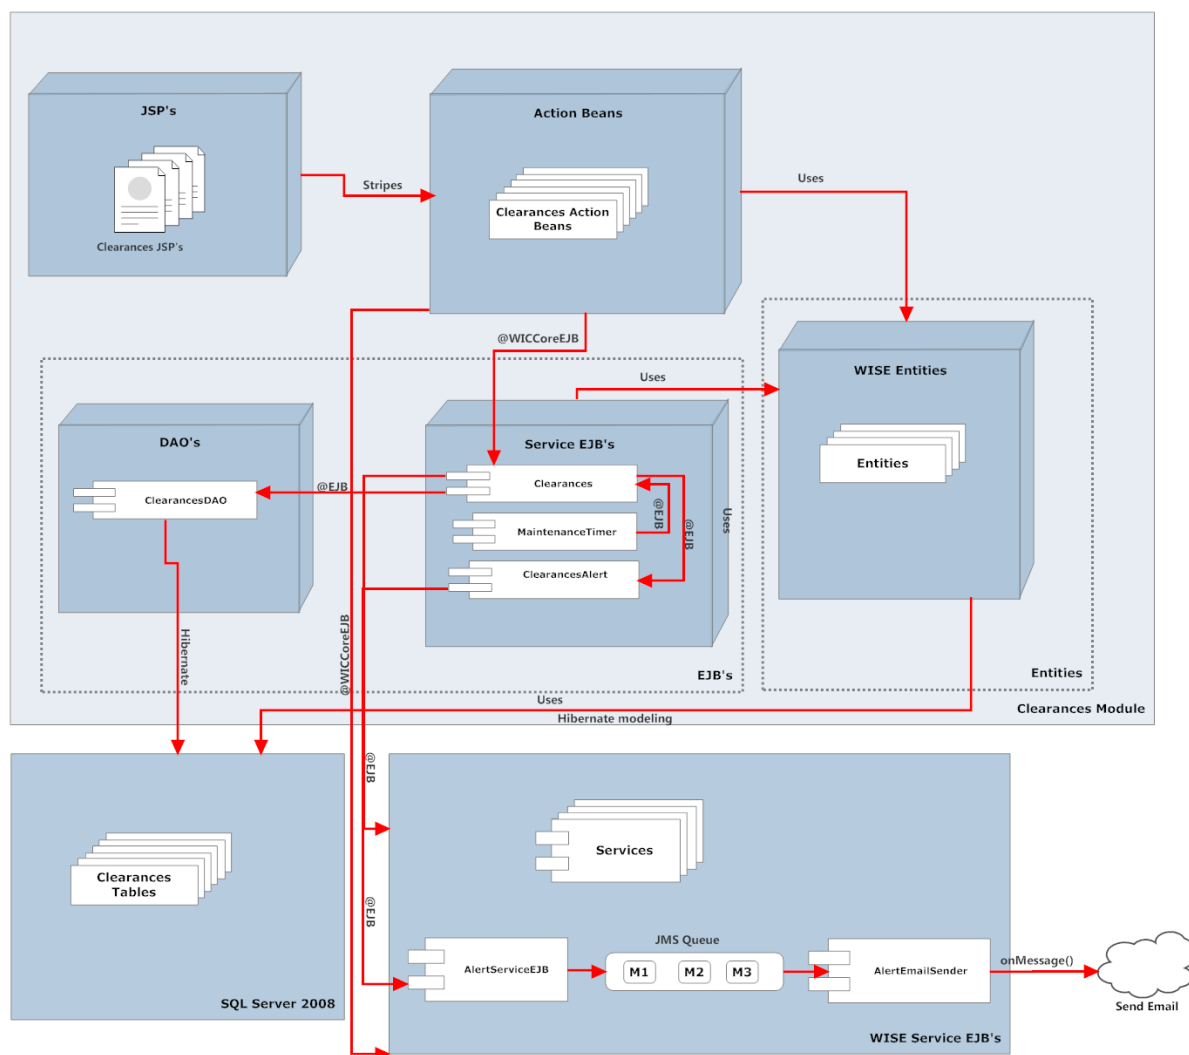 JSP's
Clearances JSP's
Stripes
Action Beans
Clearances Action
Beans
Uses
@WICCoreEJB
WISE Entities
Entities
Entities
Uses
DAO's
ClearancesDAO
@EJB
Service EJB's
Clearances
MaintenanceTimer
ClearancesAlert
@EJB
@EJB
Uses
Hibernate
@WICCoreEJB
EJB's
Uses
Hibernate modeling
Clearances Module
Clearances
Tables
SQL Server 2008
@EJB
@EJB
Services
JMS Queue
AlertServiceEJB
M1
M2
M3
AlertEmailSender
onMessage()
Send Email
WISE Service EJB's